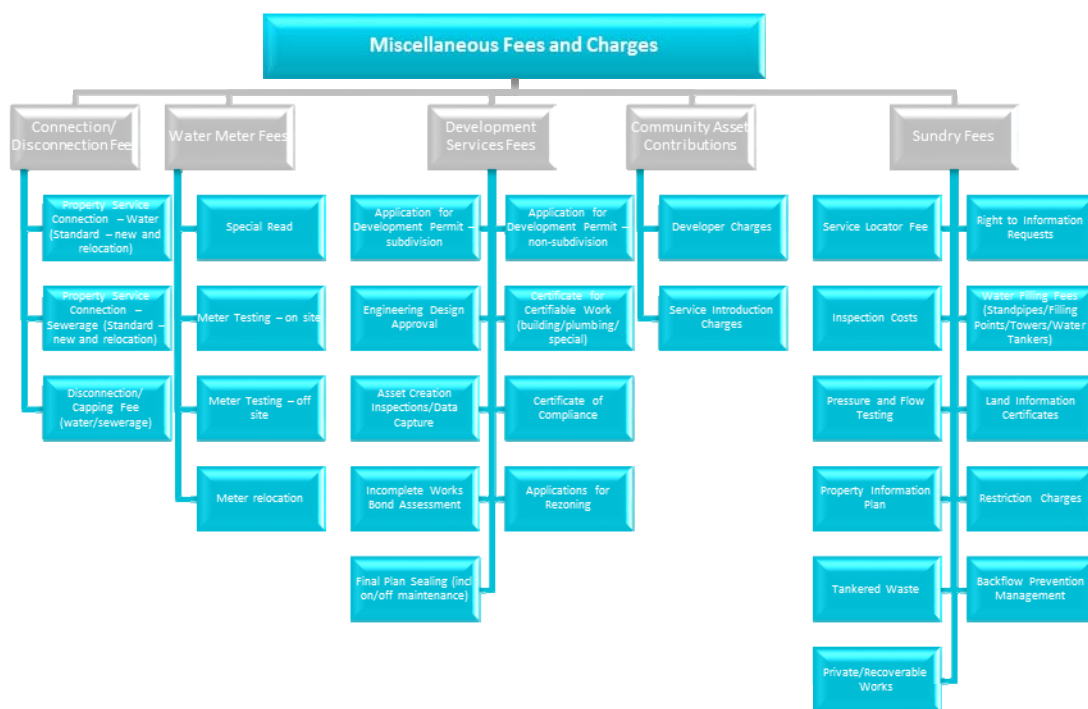 Miscellaneous Fees and Charges
Connection/
Disconnection Fee
Water Meter Fees
Development
Services Fees
Community Asset
Contributions
Sundry Fees
Property Service
Connection – Water
(Standard – new and
relocation)
Property Service
Connection –
Sewerage (Standard –
new and relocation)
Disconnection/
Capping Fee
(water/sewerage)
Special Read
Meter Testing – on site
Meter Testing – off
site
Meter relocation
Application for
Development Permit –
subdivision
Application for
Development Permit –
non-subdivision
Engineering Design
Approval
Certificate for
Certifiable Work
(building/plumbing/
special)
Asset Creation
Inspections/Data
Capture
Certificate of
Compliance
Incomplete Works
Bond Assessment
Applications for
Rezoning
Final Plan Sealing (incl
on/off maintenance)
Developer Charges
Service Introduction
Charges
Service Locator Fee
Right to Information
Requests
Inspection Costs
Water Filling Fees
(Standpipes/Filling
Points/Towers/Water
Tankers)
Pressure and Flow
Testing
Land Information
Certificates
Property Information
Plan
Restriction Charges
Tankered Waste
Backflow Prevention
Management
Private/Recoverable
Works